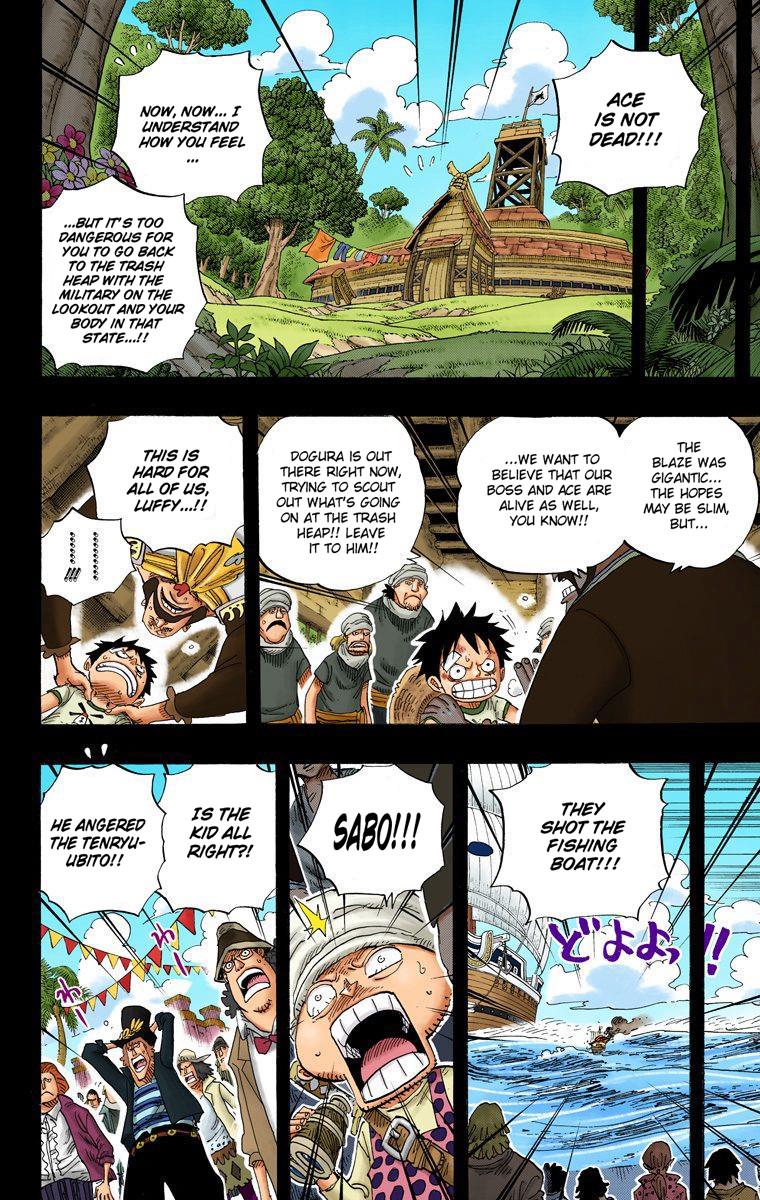 ACE
IS NOT
DEAD!!!
NOW, NOW... I
UNDERSTAND
HOW YOU FEEL
...
...BUT IT'S TOO
DANGEROUS FOR
YOU TO GO BACK
TO THE TRASH
HEAP WITH THE
MILITARY ON THE
LOOKOUT AND YOUR
BODY IN THAT
STATE...!!
THE
BLAZE WAS
GIGANTIC...
THE HOPES
MAY BE SLIM,
BUT...
...WE WANT TO
BELIEVE THAT OUR
BOSS AND ACE ARE
ALIVE AS WELL,
YOU KNOW!!
DOGURA IS OUT
THERE RIGHT NOW,
TRYING TO SCOUT
OUT WHAT'S GOING
ON AT THE TRASH
HEAP!! LEAVE
IT TO HIM!!
THIS IS
HARD FOR
ALL OF US,
LUFFY...!!
!!!
THEY
SHOT THE
FISHING
BOAT!!!
どよよっ!!
SABO!!!
IS THE
KID ALL
RIGHT?!
HE ANGERED
THE TENRYU-
UBITO!!
わー
わー